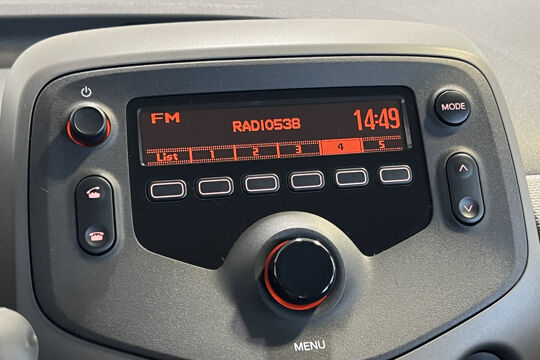 FM
RADIO538
14:49
List 1 2 3 4 5
MODE
MENU